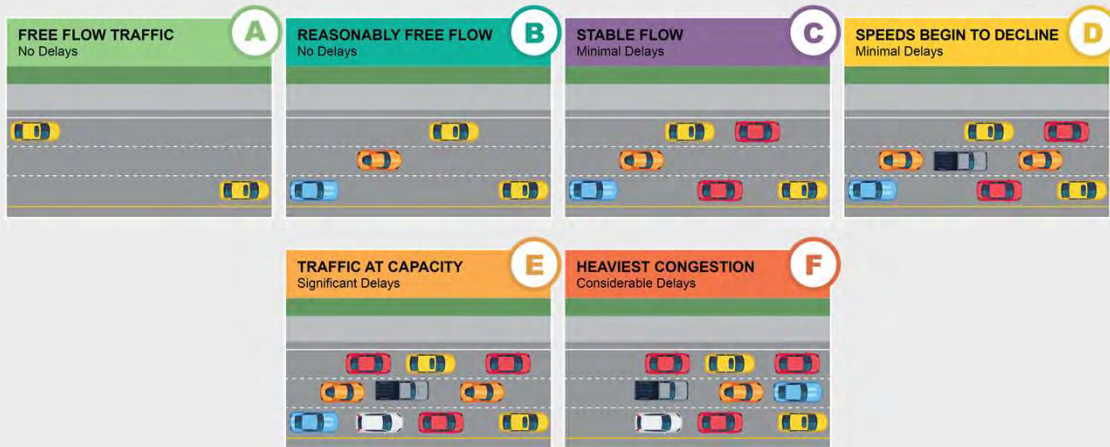 FREE FLOW TRAFFIC
No Delays
A
REASONABLY FREE FLOW
No Delays
B
STABLE FLOW
Minimal Delays
C
SPEEDS BEGIN TO DECLINE
Minimal Delays
D
TRAFFIC AT CAPACITY
Significant Delays
E
HEAVIEST CONGESTION
Considerable Delays
F